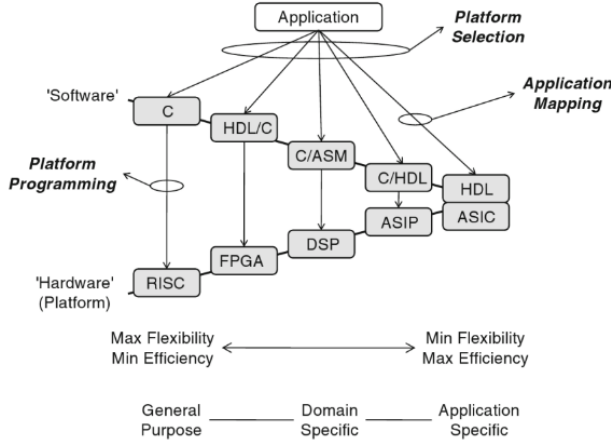 Application
Platform
Selection
'Software'
C
HDL/C
C/ASM
C/HDL
HDL
Application
Mapping
Platform
Programming
ASIC
ASIP
DSP
FPGA
RISC
'Hardware'
(Platform)
Max Flexibility
Min Efficiency
Min Flexibility
Max Efficiency
General
Purpose
Domain
Specific
Application
Specific